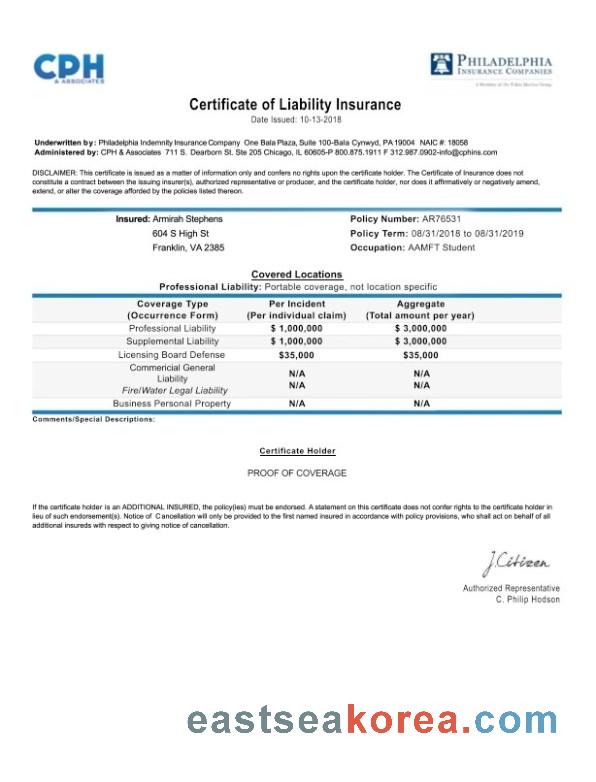 CPH
& ASSOCIATES
PHILADELPHIA
INSURANCE COMPANIES
A Member of the Tokio Marine Group
Certificate of Liability Insurance
Date Issued: 10-13-2018
Underwritten by: Philadelphia Indemnity Insurance Company One Bala Plaza, Suite 100-Bala Cynwyd, PA 19004 NAIC #: 18058
Administered by: CPH & Associates 711 S. Dearborn St. Ste 205 Chicago, IL 60605-P 800.875.1911 F 312.987.0902-info@cphins.com
DISCLAIMER: This certificate is issued as a matter of information only and confers no rights upon the certificate holder. The Certificate of Insurance does not
constitute a contract between the issuing insurer(s), authorized representative or producer, and the certificate holder, nor does it affirmatively or negatively amend,
extend, or alter the coverage afforded by the policies listed thereon.
Insured: Armirah Stephens
604 S High St
Franklin, VA 2385
Policy Number: AR76531
Policy Term: 08/31/2018 to 08/31/2019
Occupation: AAMFT Student
Covered Locations
Professional Liability: Portable coverage, not location specific
Coverage Type Per Incident Aggregate
(Occurrence Form) (Per individual claim) (Total amount per year)
Professional Liability $ 1,000,000 $ 3,000,000
Supplemental Liability $ 1,000,000 $ 3,000,000
Licensing Board Defense $35,000 $35,000
Commericial General
Liability N/A N/A
Fire/Water Legal Liability N/A N/A
Business Personal Property N/A N/A
Comments/Special Descriptions:
Certificate Holder
PROOF OF COVERAGE
If the certificate holder is an ADDITIONAL INSURED, the policy(ies) must be endorsed. A statement on this certificate does not confer rights to the certificate holder in
lieu of such endorsement(s). Notice of Cancellation will only be provided to the first named insured in accordance with policy provisions, who shall act on behalf of all
additional insureds with respect to giving notice of cancellation.
J.Citizen
Authorized Representative
C. Philip Hodson
eastseakorea.com